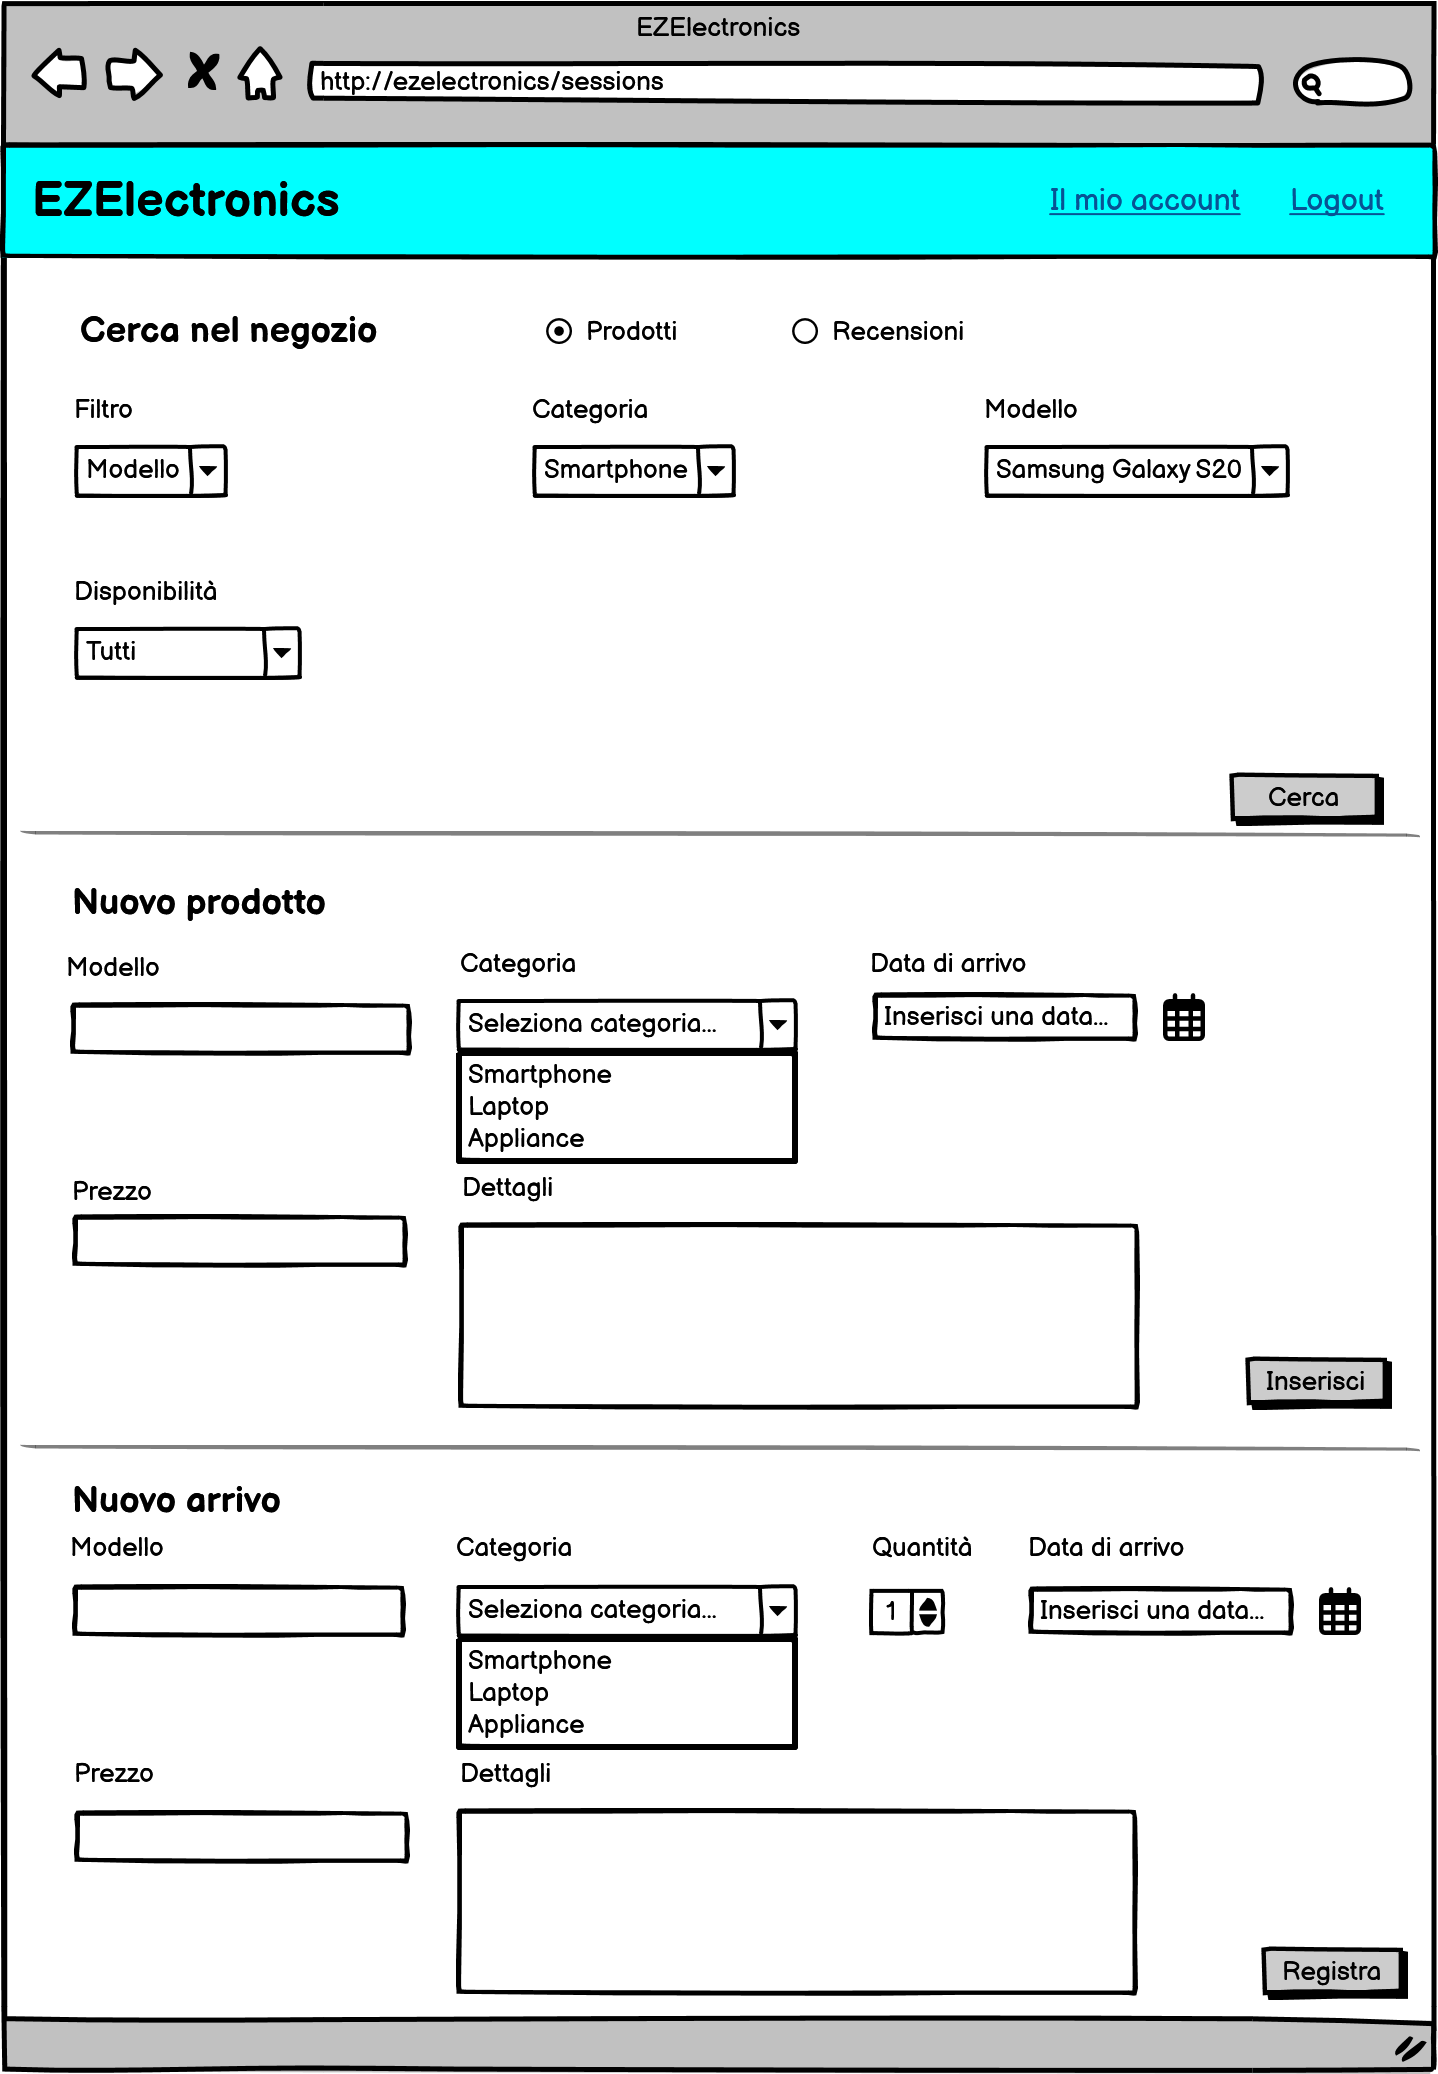 EZElectronics
http://ezelectronics/sessions
EZElectronics
Il mio account
Logout
Cerca nel negozio
Prodotti
Recensioni
Filtro
Categoria
Modello
Modello
Smartphone
Samsung Galaxy S20
Disponibilità
Tutti
Cerca
Nuovo prodotto
Modello
Categoria
Data di arrivo
Seleziona categoria...
Inserisci una data...
Smartphone
Laptop
Appliance
Prezzo
Dettagli
Inserisci
Nuovo arrivo
Modello
Categoria
Quantità
Data di arrivo
Seleziona categoria...
1
Inserisci una data...
Smartphone
Laptop
Appliance
Prezzo
Dettagli
Registra